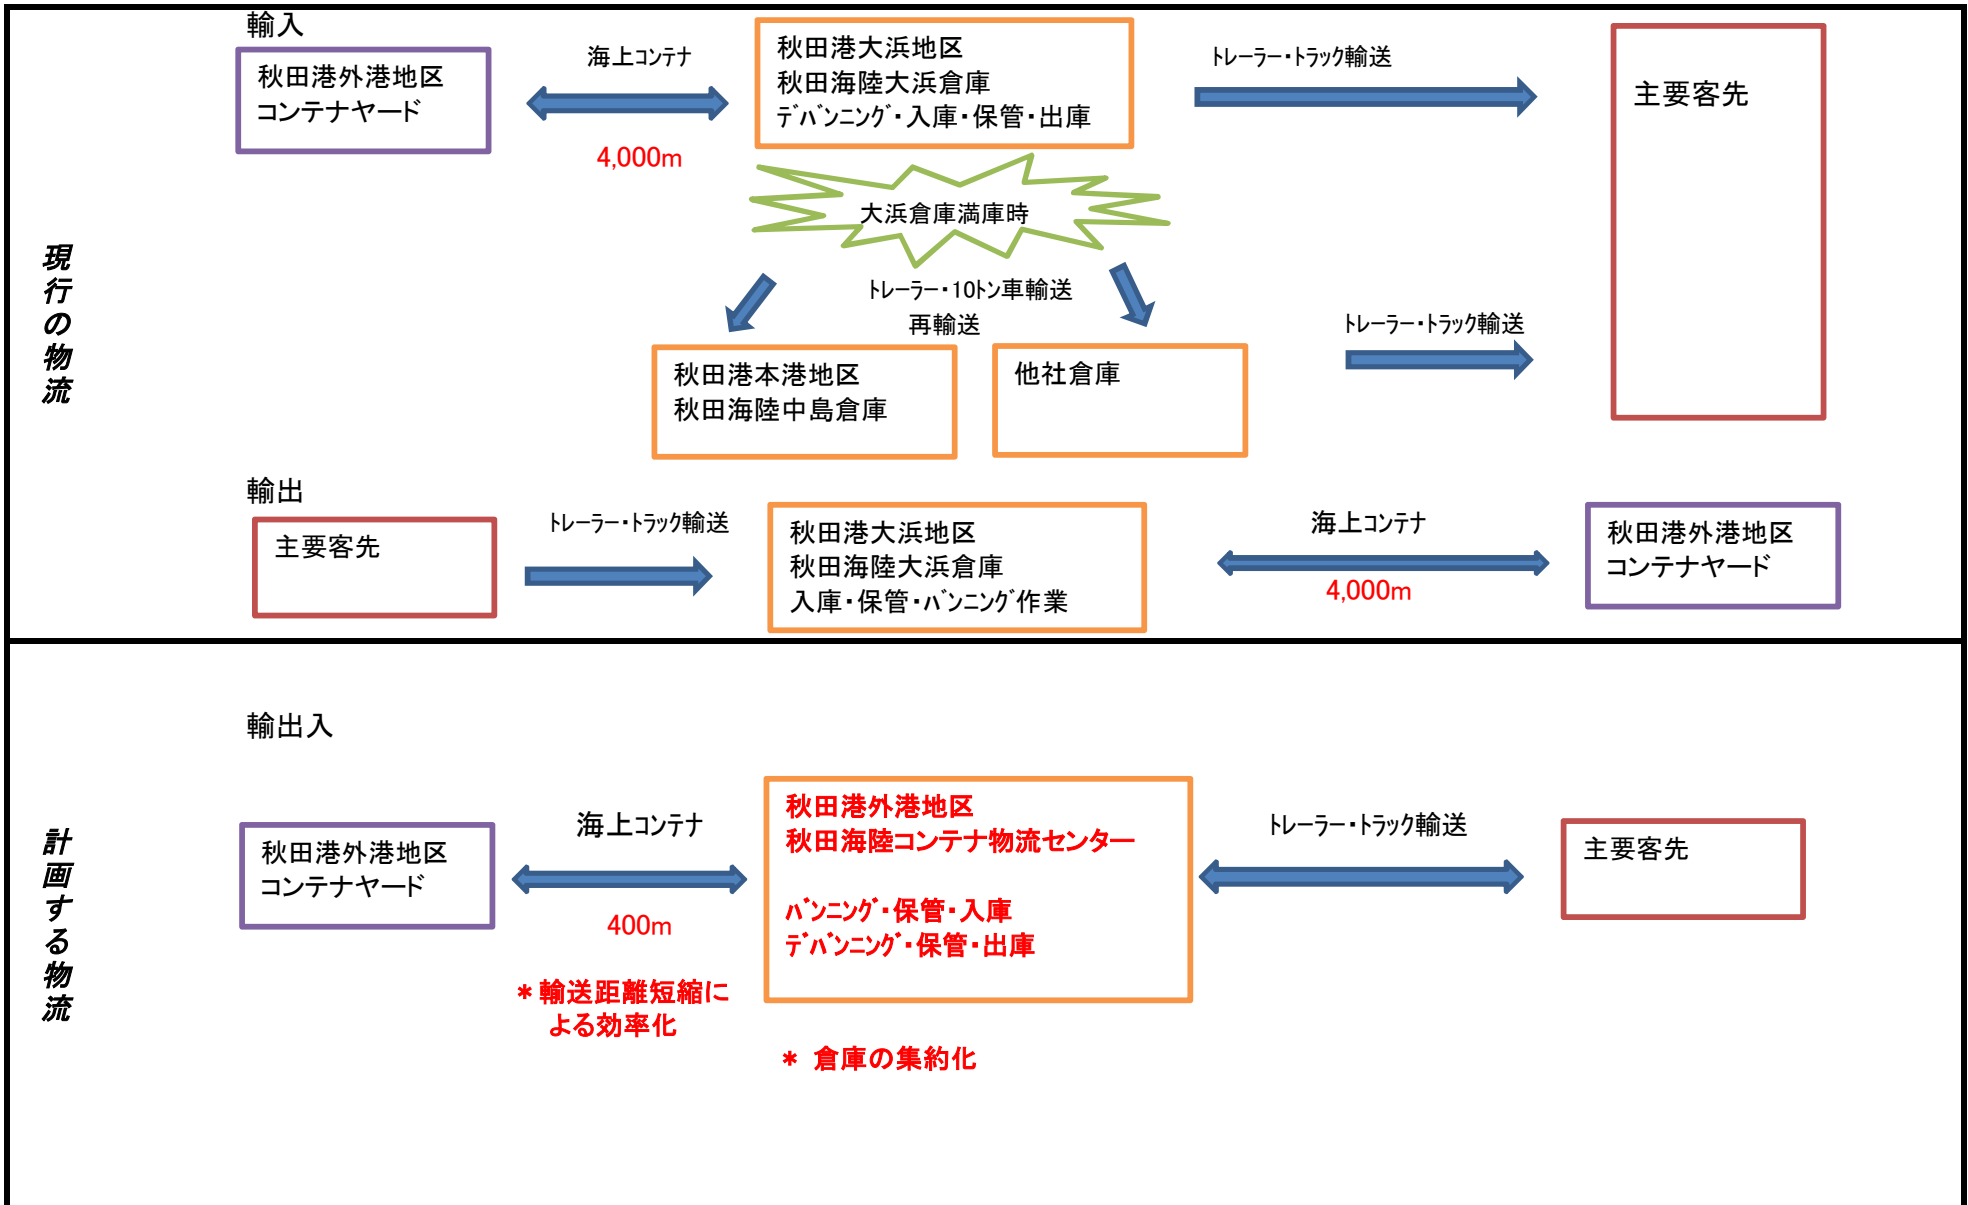 輸入
秋田港外港地区
コンテナヤード
海上ｺﾝﾃﾅ
4,000m
秋田港大浜地区
秋田海陸大浜倉庫
ﾃﾞﾊﾞﾝﾆﾝｸﾞ・入庫・保管・出庫
ﾄﾚｰﾗｰ・ﾄﾗｯｸ輸送
主要客先
大浜倉庫満庫時
ﾄﾚｰﾗｰ・10ﾄﾝ車輸送
再輸送
秋田港本港地区
秋田海陸中島倉庫
他社倉庫
ﾄﾚｰﾗｰ・ﾄﾗｯｸ輸送
現行の物流
輸出
主要客先
ﾄﾚｰﾗｰ・ﾄﾗｯｸ輸送
秋田港大浜地区
秋田海陸大浜倉庫
入庫・保管・ﾊﾞﾝﾆﾝｸﾞ作業
海上ｺﾝﾃﾅ
4,000m
秋田港外港地区
コンテナヤード
計画する物流
輸出入
秋田港外港地区
コンテナヤード
海上ｺﾝﾃﾅ
400m
＊輸送距離短縮に
よる効率化
秋田港外港地区
秋田海陸コンテナ物流センター
ﾊﾞﾝﾆﾝｸﾞ・保管・入庫
ﾃﾞﾊﾞﾝﾆﾝｸﾞ・保管・出庫
＊ 倉庫の集約化
ﾄﾚｰﾗｰ・ﾄﾗｯｸ輸送
主要客先